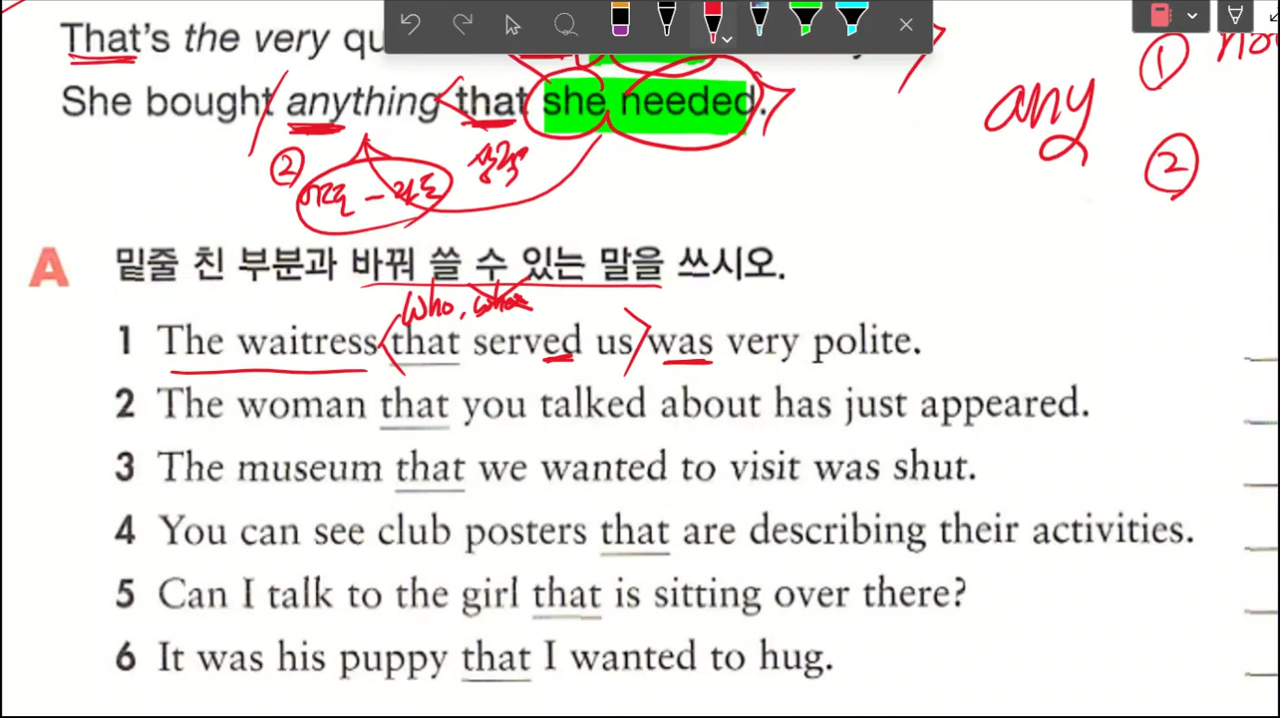 That's the very qu
She bought anything that she needed.
any
①
②
②
생략
A 밑줄 친 부분과 바꿔 쓸 수 있는 말을 쓰시오.
who,
1 The waitress that served us was very polite.
2 The woman that you talked about has just appeared.
3 The museum that we wanted to visit was shut.
4 You can see club posters that are describing their activities.
5 Can I talk to the girl that is sitting over there?
6 It was his puppy that I wanted to hug.